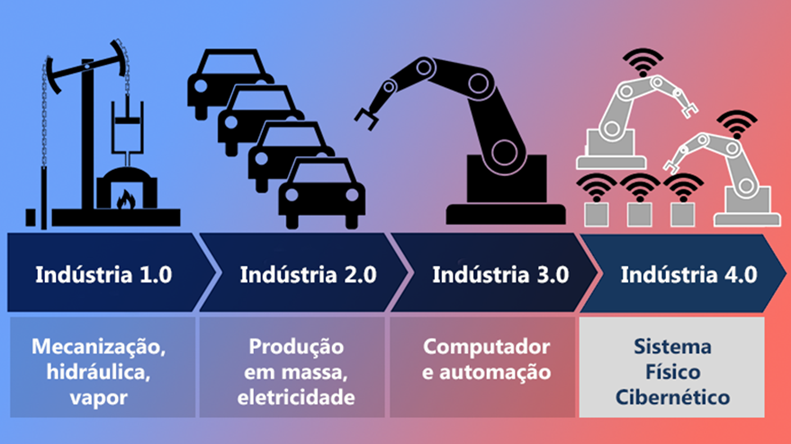 Indústria 1.0
Indústria 2.0
Indústria 3.0
Indústria 4.0
Mecanização,
hidráulica,
vapor
Produção
em massa,
eletricidade
Computador
e automação
Sistema
Físico
Cibernético